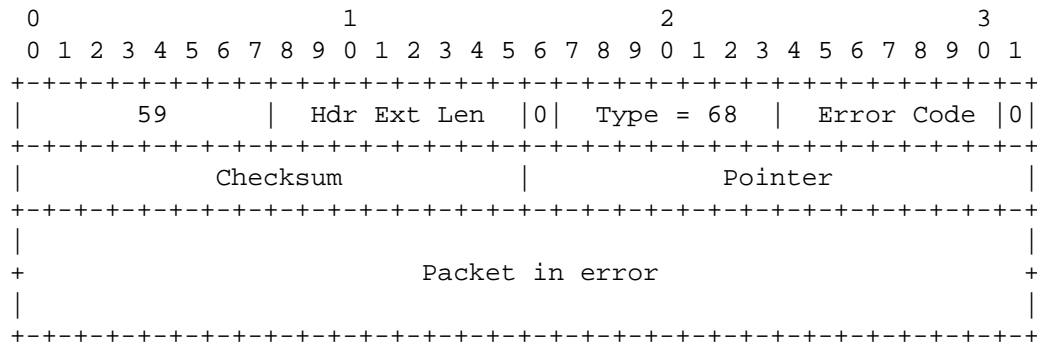 0                   1                   2                   3
 0 1 2 3 4 5 6 7 8 9 0 1 2 3 4 5 6 7 8 9 0 1 2 3 4 5 6 7 8 9 0 1
+-+-+-+-+-+-+-+-+-+-+-+-+-+-+-+-+-+-+-+-+-+-+-+-+-+-+-+-+-+-+-+-+
|       59      |  Hdr Ext Len  |0|  Type = 68  |  Error Code |0|
+-+-+-+-+-+-+-+-+-+-+-+-+-+-+-+-+-+-+-+-+-+-+-+-+-+-+-+-+-+-+-+-+
|            Checksum           |            Pointer            |
+-+-+-+-+-+-+-+-+-+-+-+-+-+-+-+-+-+-+-+-+-+-+-+-+-+-+-+-+-+-+-+-+
|                                                               |
+                        Packet in error                        +
|                                                               |
+-+-+-+-+-+-+-+-+-+-+-+-+-+-+-+-+-+-+-+-+-+-+-+-+-+-+-+-+-+-+-+-+